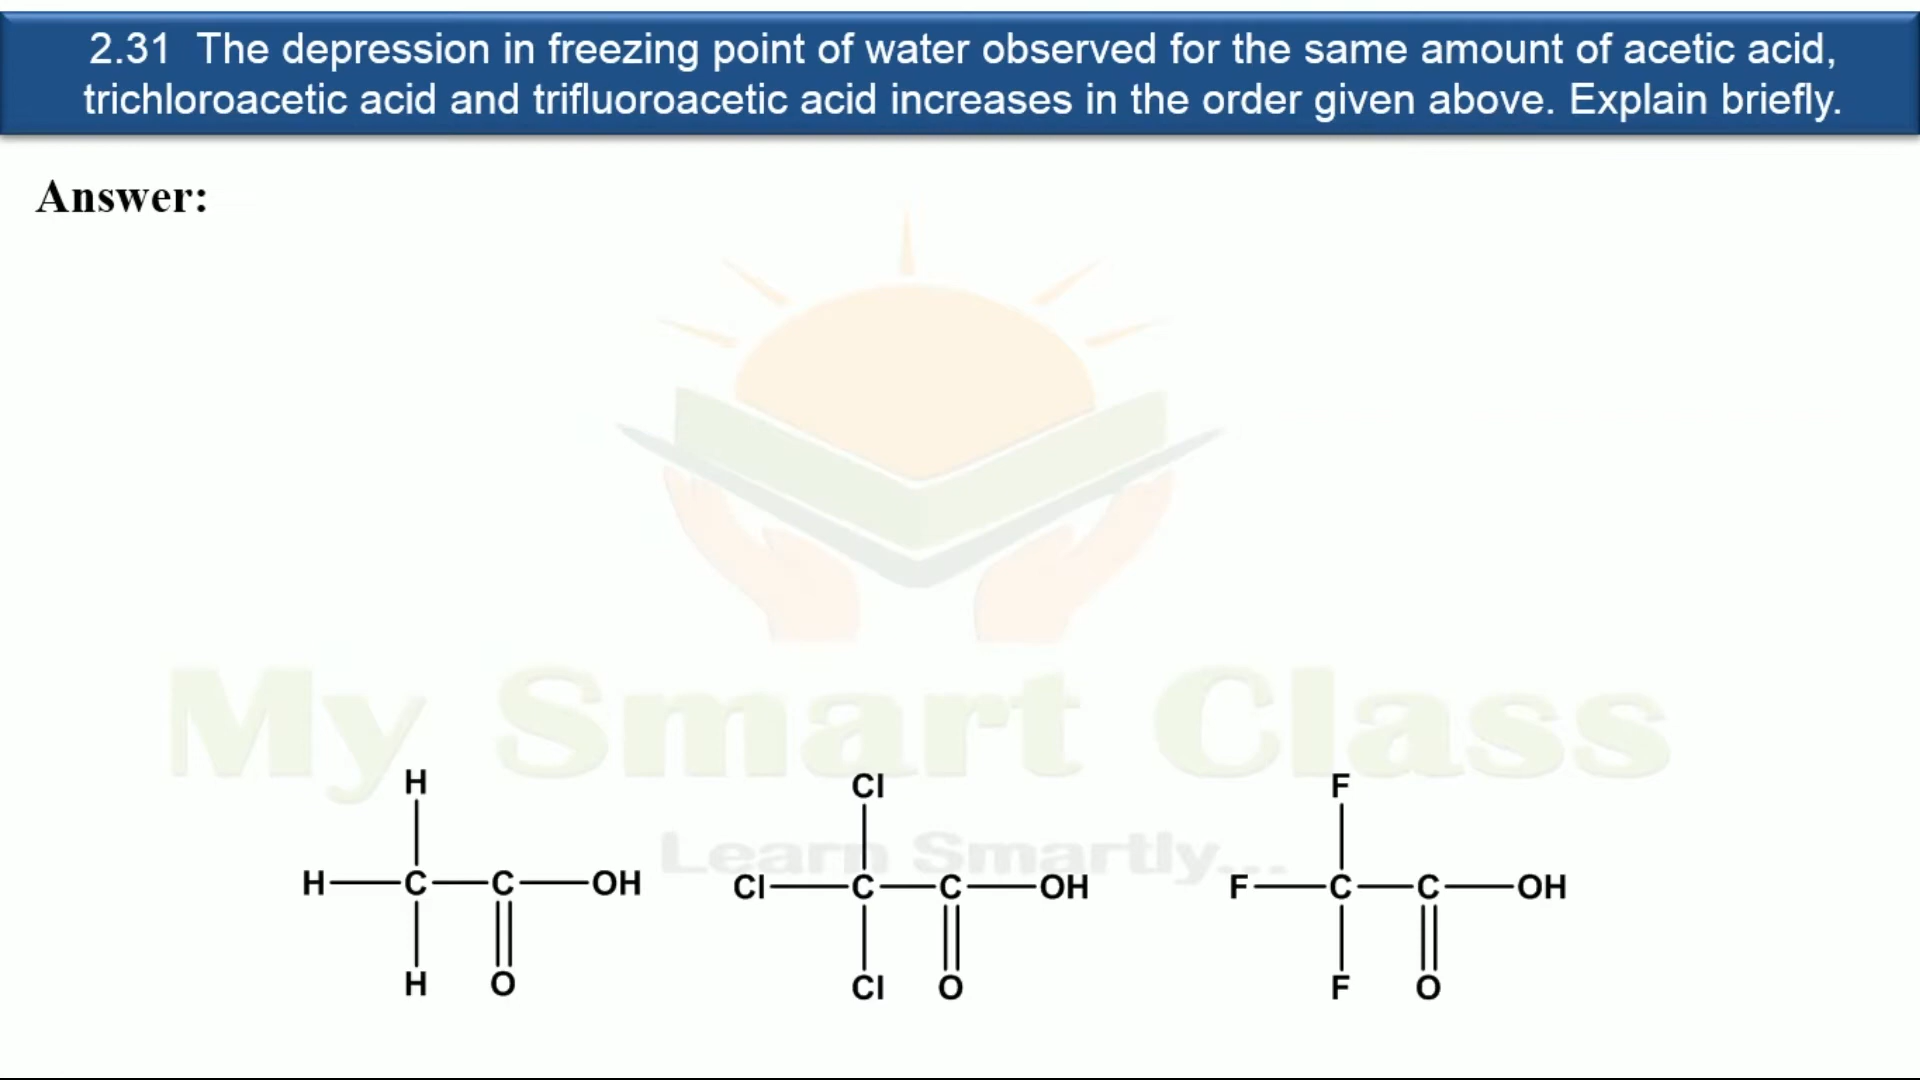 2.31 The depression in freezing point of water observed for the same amount of acetic acid,
trichloroacetic acid and trifluoroacetic acid increases in the order given above. Explain briefly.
Answer:
My Smart Class
Learn Smartly...
H
H C C OH
H O
Cl
Cl C C OH
Cl O
F
F C C OH
F O